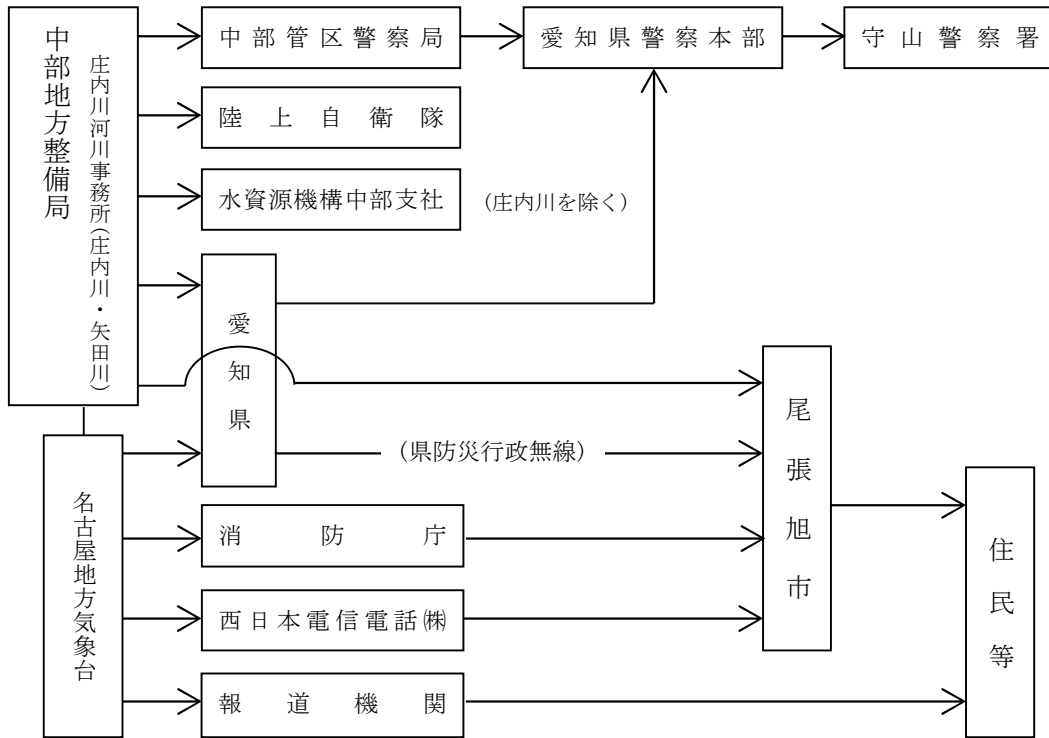 中部地方整備局
庄内川河川事務所(庄内川・矢田川)
中部管区警察局
愛知県警察本部
守山警察署
陸上自衛隊
水資源機構中部支社
(庄内川を除く)
愛知県
尾張旭市
(県防災行政無線)
名古屋地方気象台
消防庁
西日本電信電話㈱
報道機関
住民等